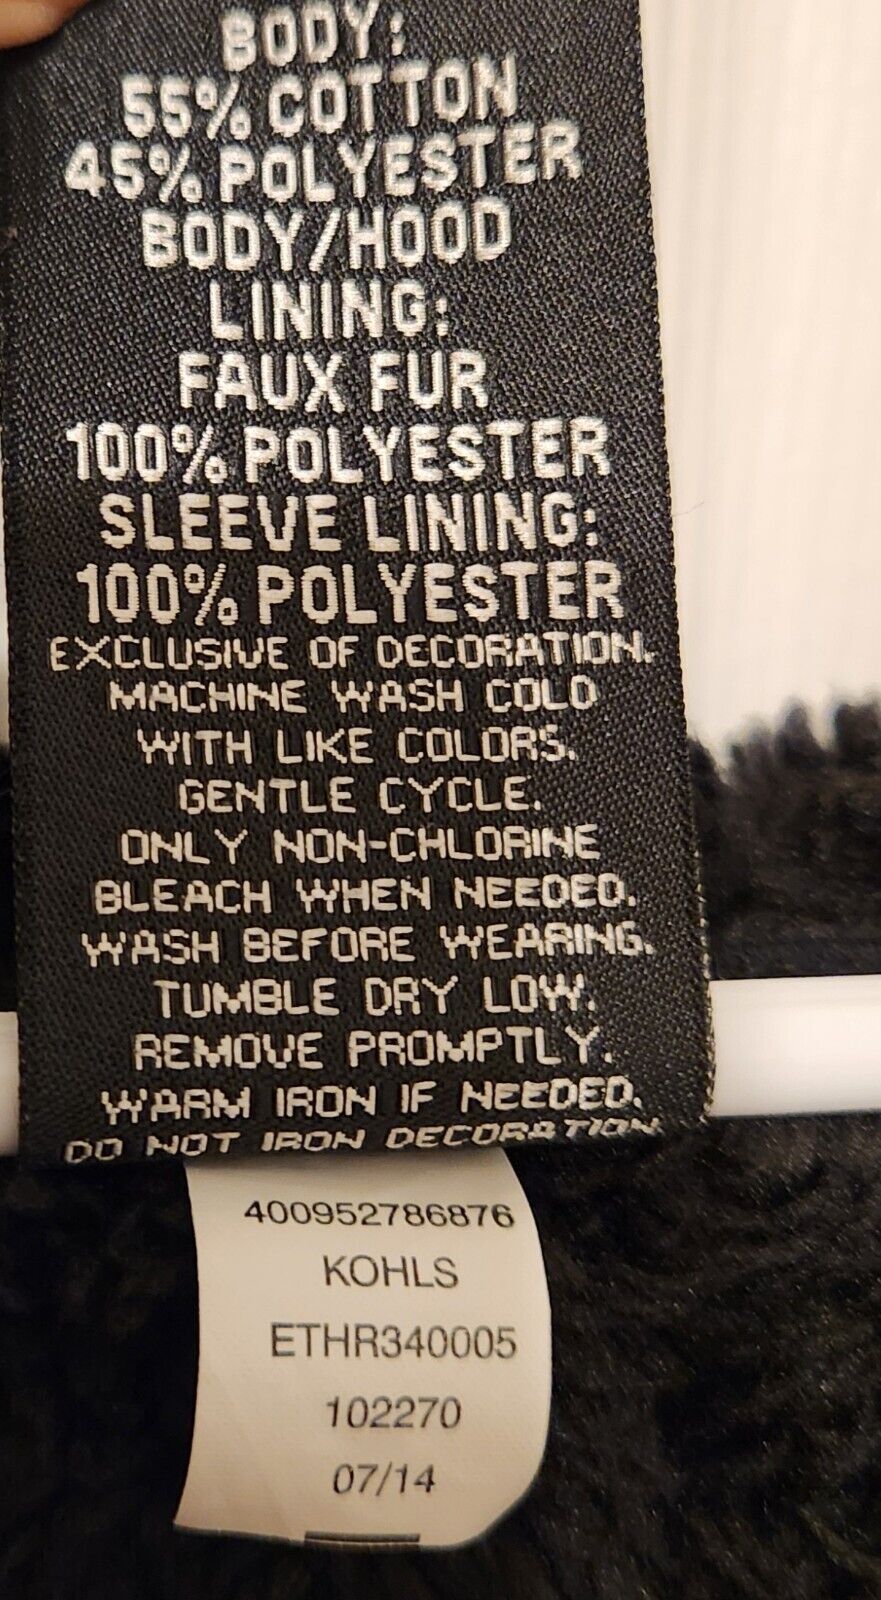 BODY:
55% COTTON
45% POLYESTER
BODY/HOOD
LINING:
FAUX FUR
100% POLYESTER
SLEEVE LINING:
100% POLYESTER
EXCLUSIVE OF DECORATION.
MACHINE WASH COLD
WITH LIKE COLORS.
GENTLE CYCLE.
ONLY NON-CHLORINE
BLEACH WHEN NEEDED.
WASH BEFORE WEARING.
TUMBLE DRY LOW.
REMOVE PROMPTLY.
WARM IRON IF NEEDED.
DO NOT IRON DECORATION
400952786876
KOHLS
ETHR340005
102270
07/14